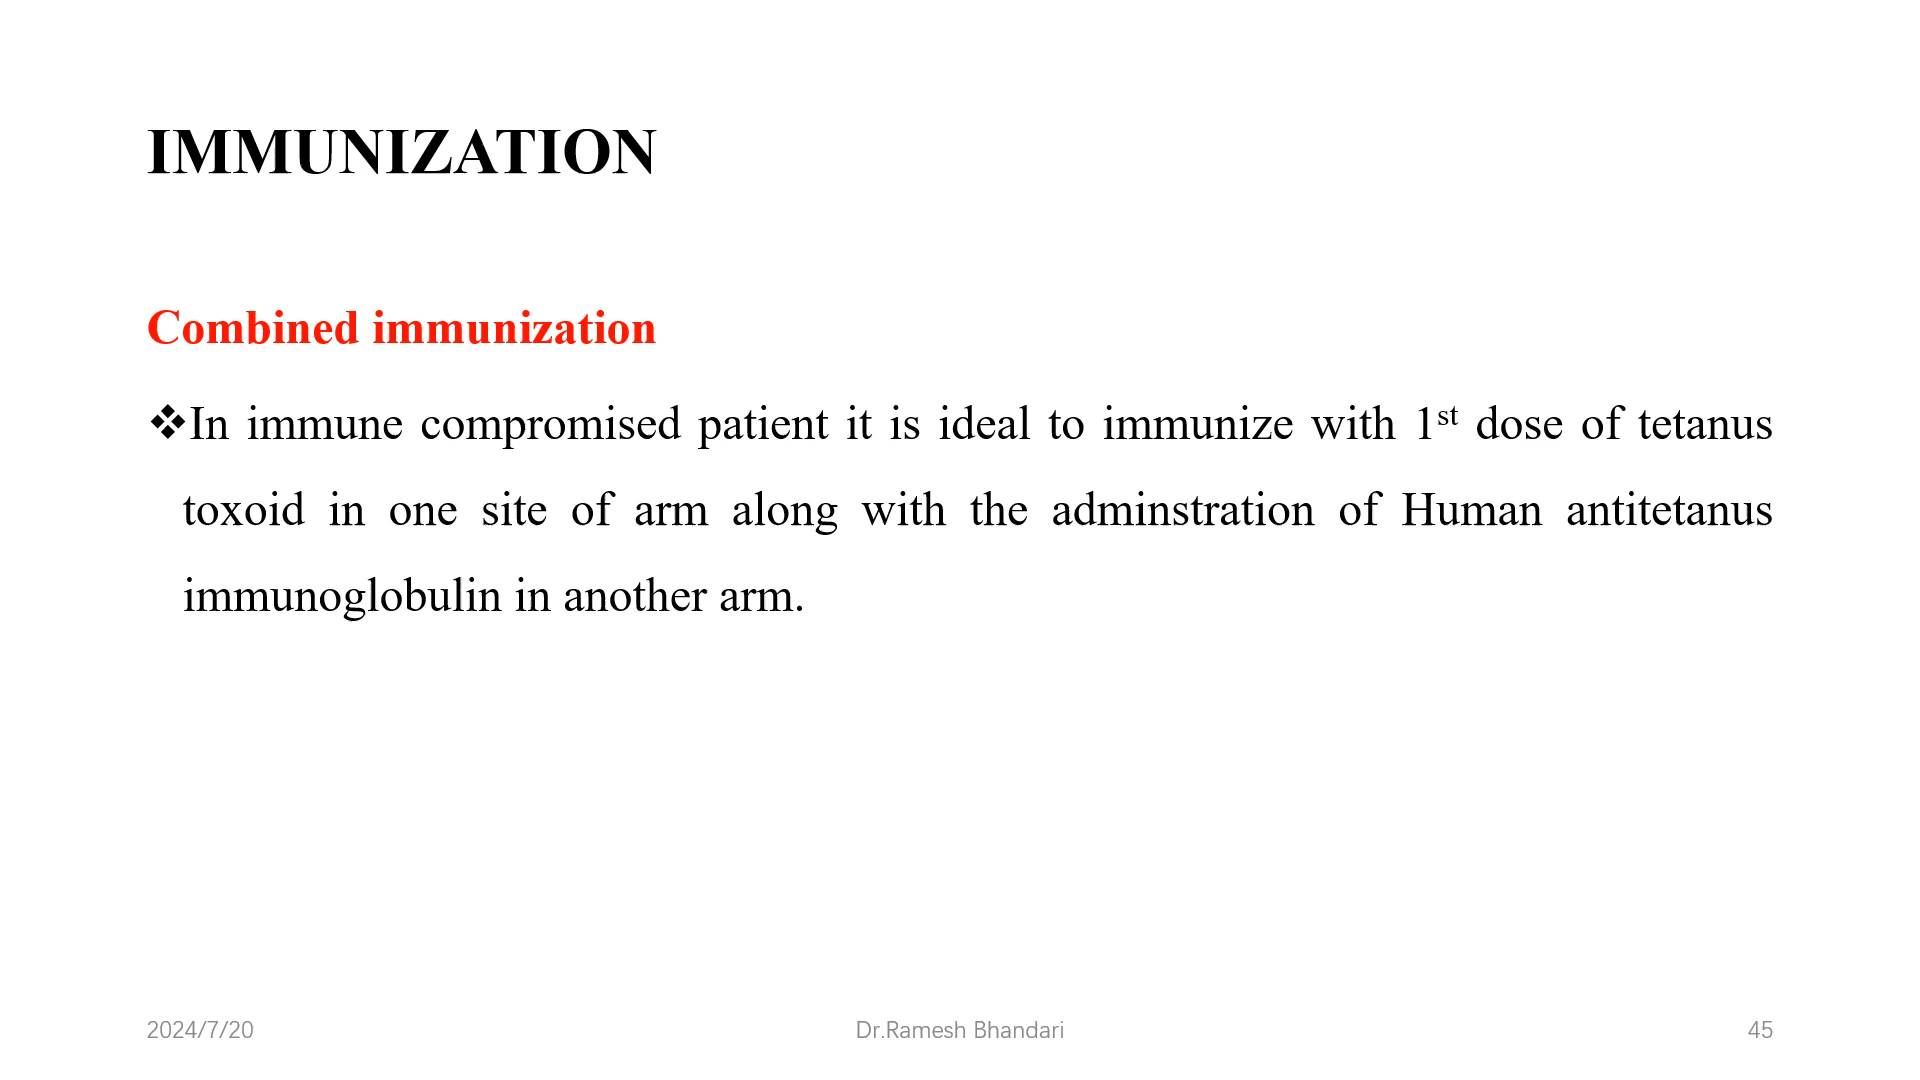 IMMUNIZATION
Combined immunization
❖In immune compromised patient it is ideal to immunize with 1st dose of tetanus
toxoid in one site of arm along with the adminstration of Human antitetanus
immunoglobulin in another arm.
2024/7/20
Dr.Ramesh Bhandari
45